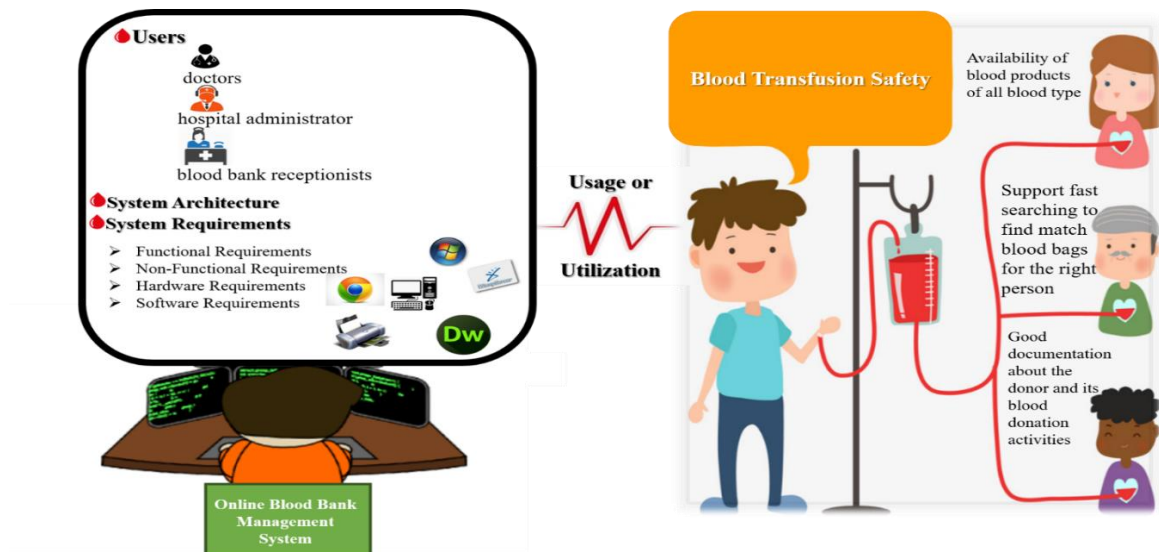 Users
doctors
hospital administrator
blood bank receptionists
System Architecture
System Requirements
➢ Functional Requirements
➢ Non-Functional Requirements
➢ Hardware Requirements
➢ Software Requirements
Dw
Online Blood Bank
Management
System
Usage or
Utilization
Blood Transfusion Safety
Availability of
blood products
of all blood type
Support fast
searching to
find match
blood bags
for the right
person
Good
documentation
about the
donor and its
blood
donation
activities